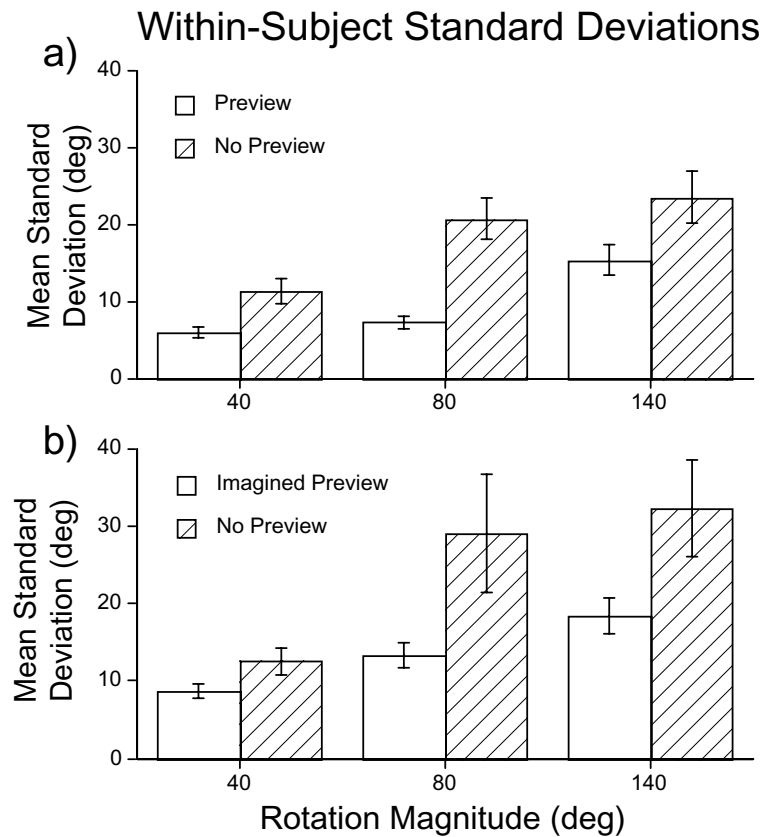 Within-Subject Standard Deviations
a)
Mean Standard
Deviation (deg)
40
30
20
10
0
Preview
No Preview
40 80 140
b)
Mean Standard
Deviation (deg)
40
30
20
10
0
Imagined Preview
No Preview
40 80 140
Rotation Magnitude (deg)